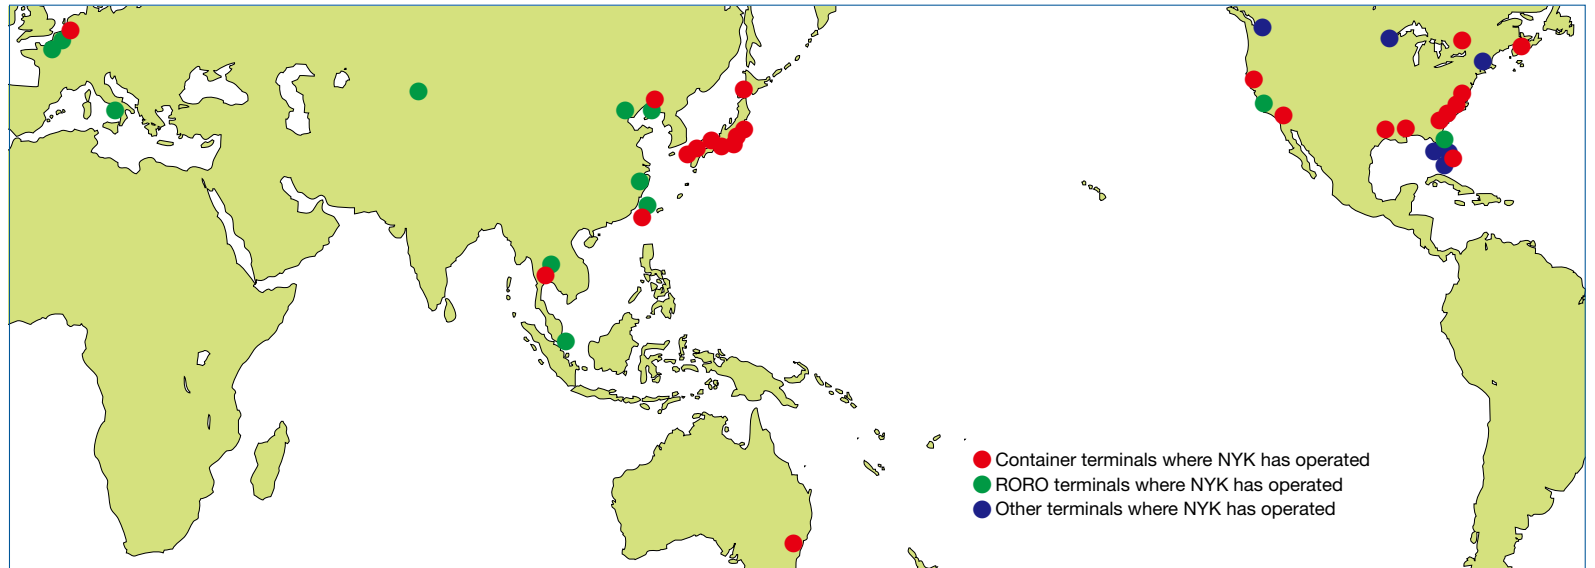 Container terminals where NYK has operated
RORO terminals where NYK has operated
Other terminals where NYK has operated